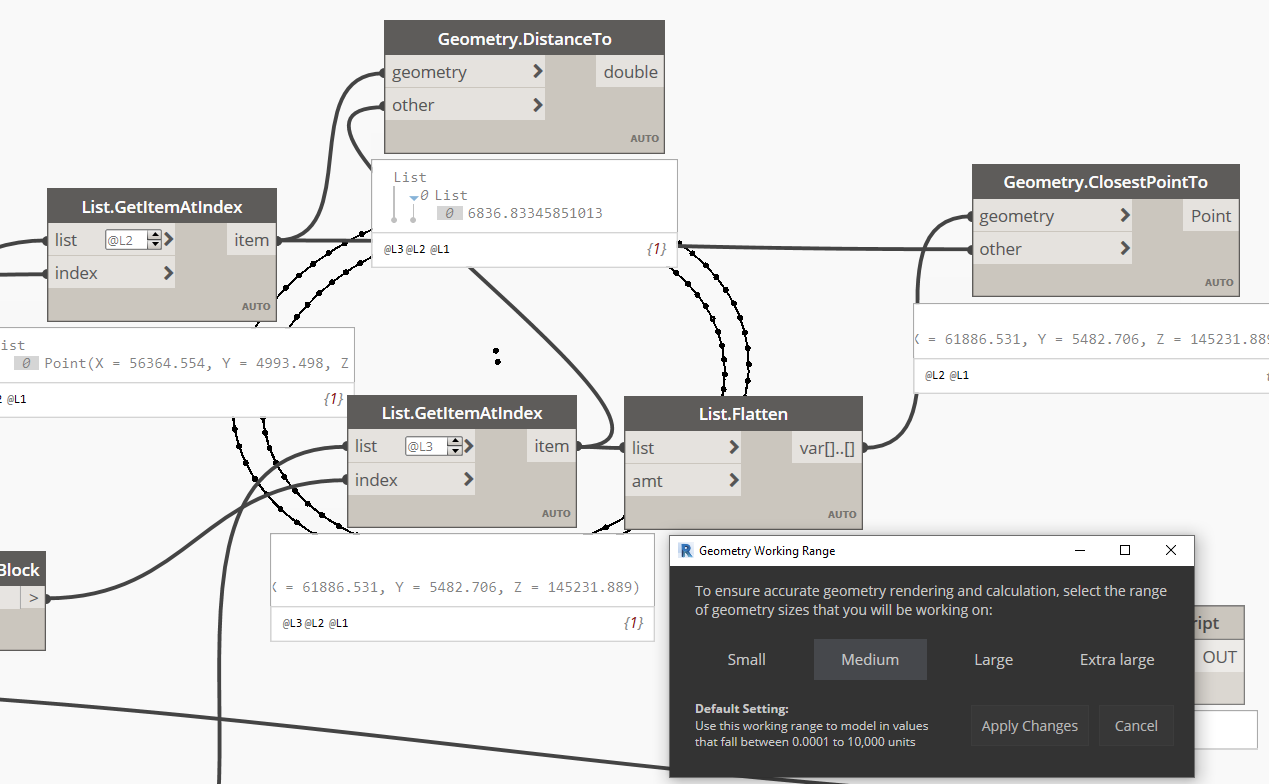 Geometry.DistanceTo
geometry
double
other
AUTO
List
0 List
0 6836.83345851013
@L3 @L2 @L1
{1}
List.GetItemAtIndex
list
@L2
item
index
AUTO
ist
0 Point(X = 56364.554, Y = 4993.498, Z
2 @L1
{1}
Geometry.ClosestPointTo
geometry
Point
other
AUTO
X = 61886.531, Y = 5482.706, Z = 145231.889
@L2 @L1
List.GetItemAtIndex
list
@L3
item
index
AUTO
X = 61886.531, Y = 5482.706, Z = 145231.889)
@L3 @L2 @L1
{1}
List.Flatten
list
var[]..[]
amt
AUTO
Block
>
ript
OUT
R Geometry Working Range
To ensure accurate geometry rendering and calculation, select the range
of geometry sizes that you will be working on:
Small
Medium
Large
Extra large
Default Setting:
Use this working range to model in values
that fall between 0.0001 to 10,000 units
Apply Changes
Cancel